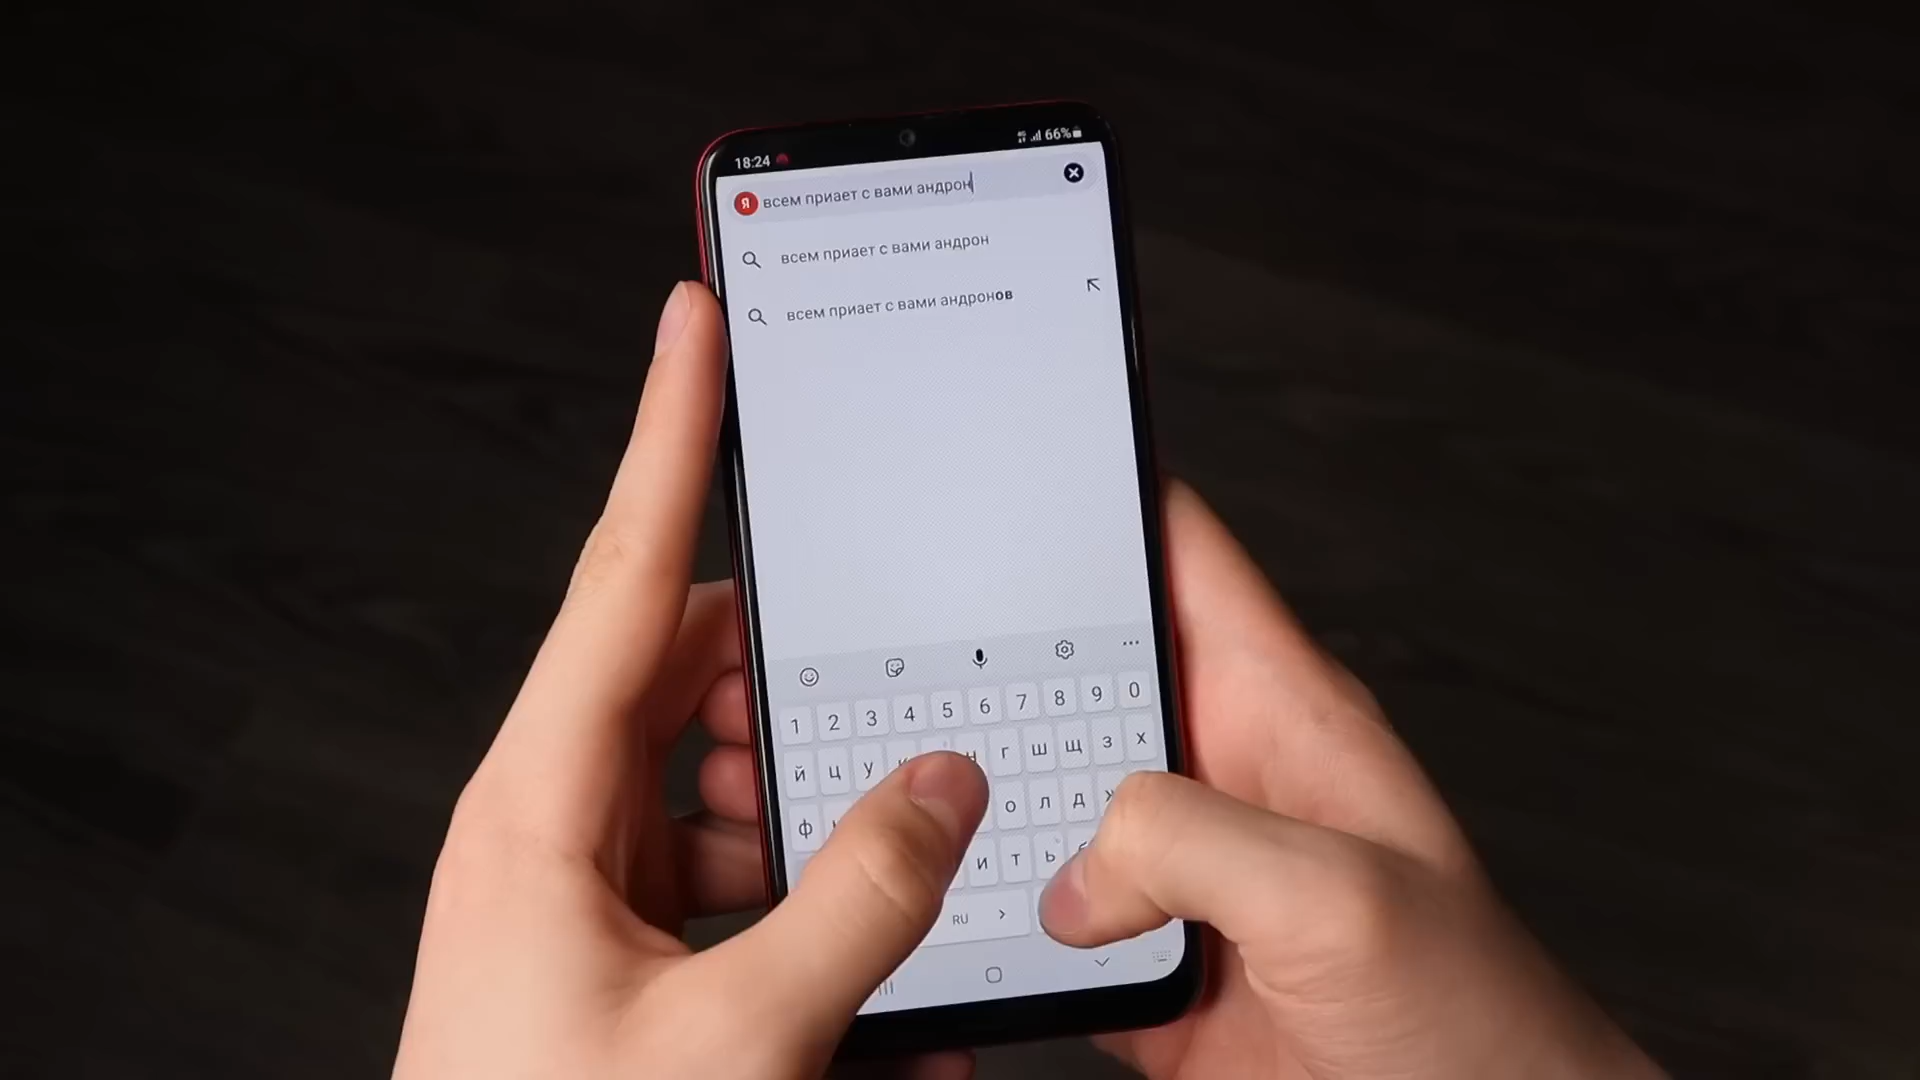 18:24 4G 66%
Я всем приает с вами андрон
всем приает с вами андрон
всем приает с вами андронов
1 2 3 4 5 6 7 8 9 0
й ц у к н г ш щ з х
ф о л д
и т ь б
RU